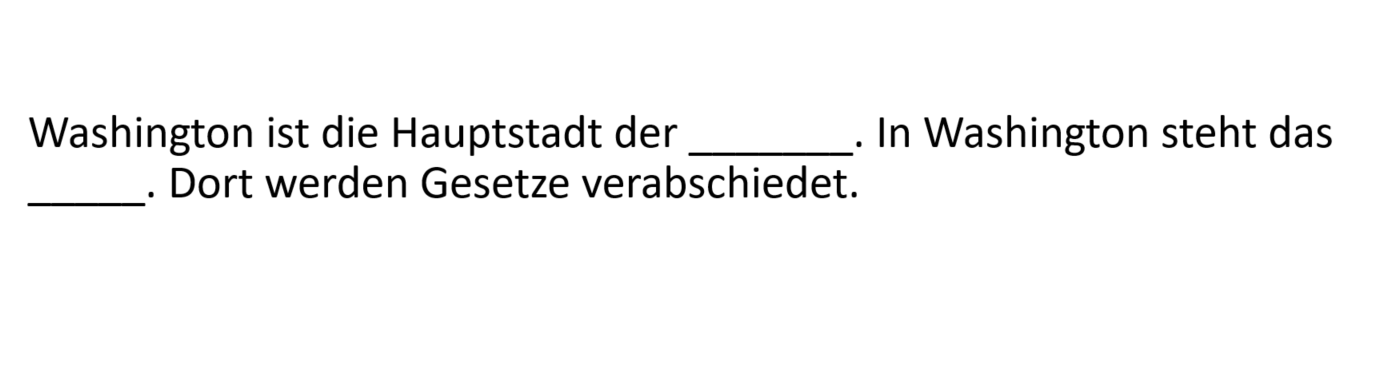 Washington ist die Hauptstadt der _______. In Washington steht das
_____. Dort werden Gesetze verabschiedet.